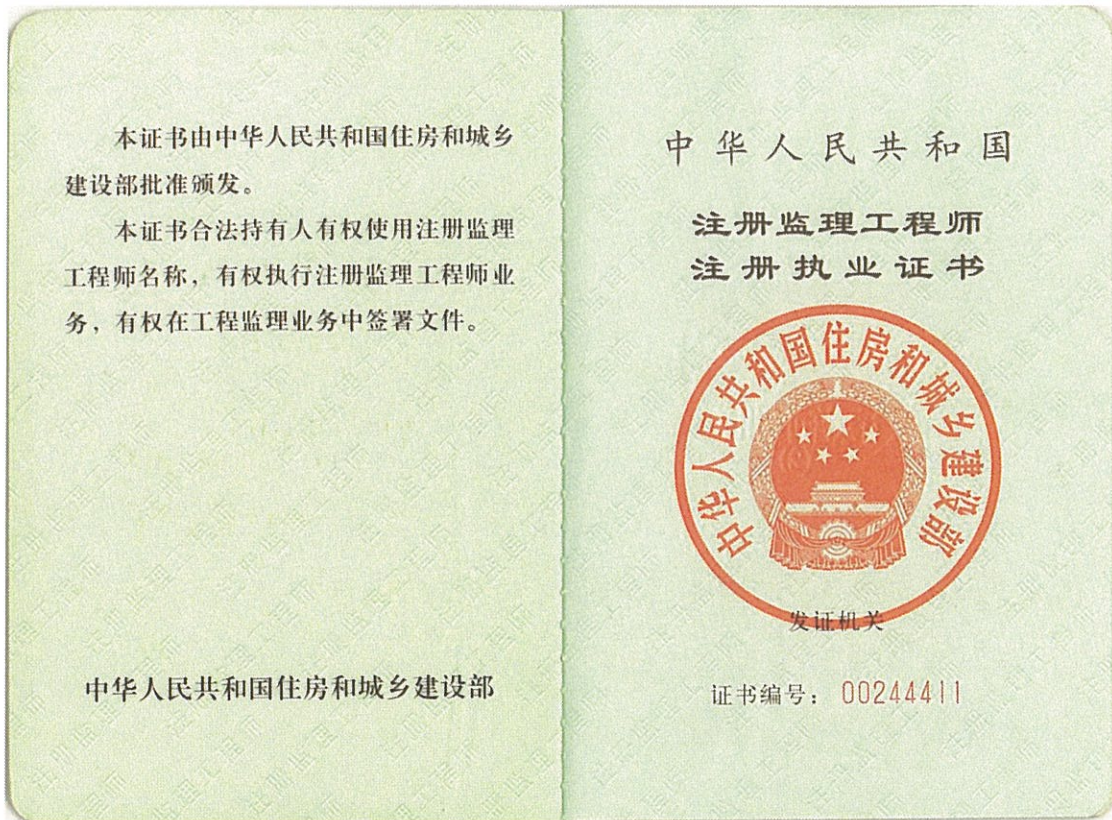 本证书由中华人民共和国住房和城乡
建设部批准颁发。
本证书合法持有人有权使用注册监理
工程师名称，有权执行注册监理工程师业
务，有权在工程监理业务中签署文件。
中华人民共和国住房和城乡建设部
中华人民共和国
注册监理工程师
注册执业证书
中华人民共和国住房和城乡建设部
发证机关
证书编号：00244411